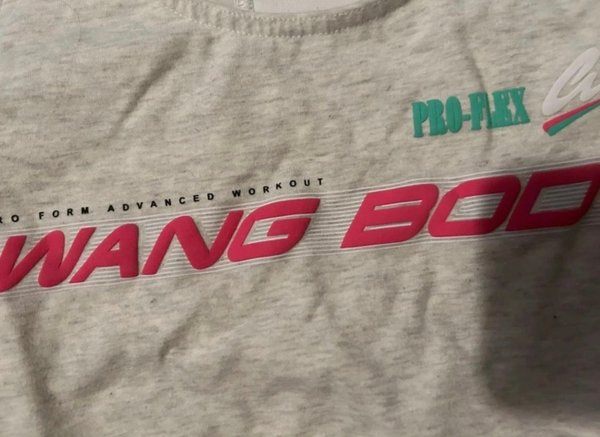 PRO-FLEX
RO FORM ADVANCED WORKOUT
WANG BOD